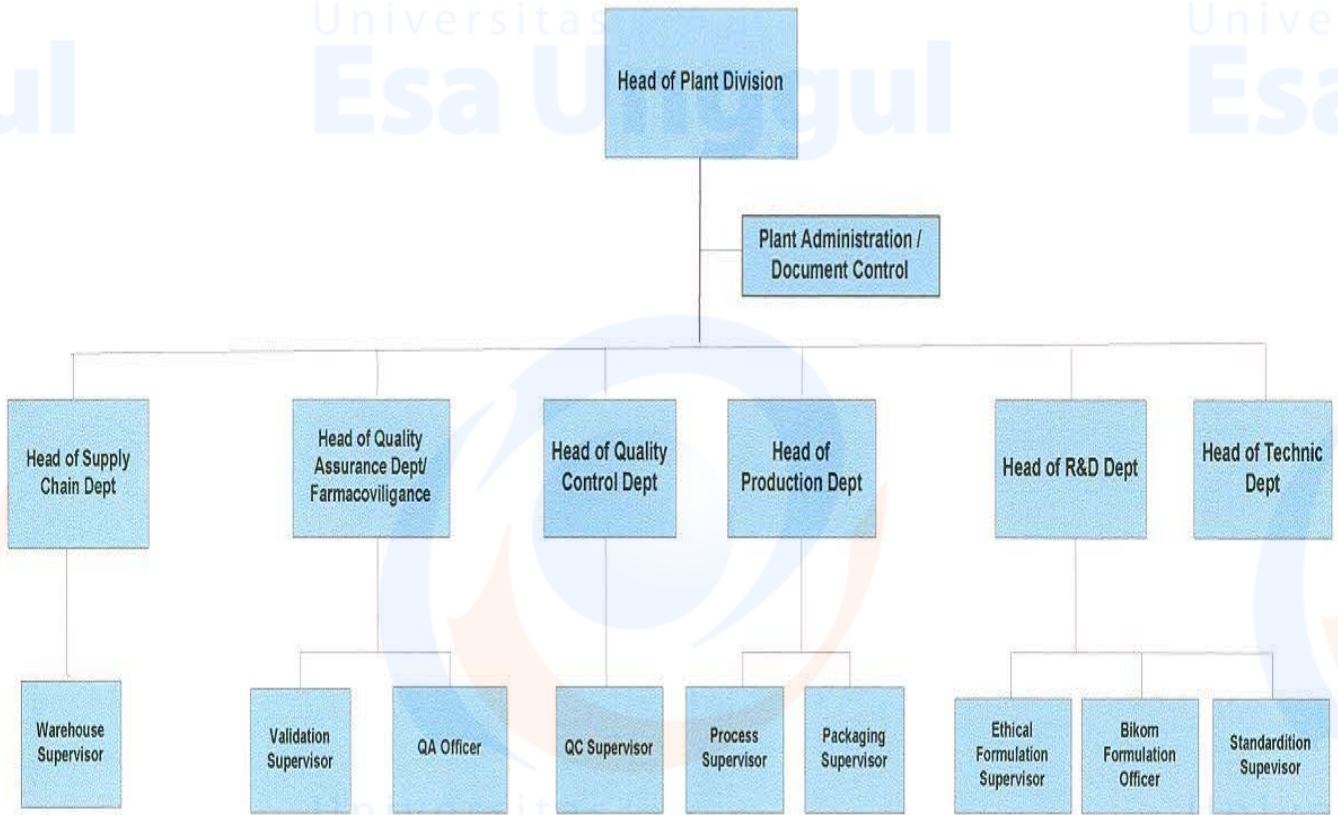 Universitas
Esa Unggul
Head of Plant Division
Plant Administration /
Document Control
Head of Supply
Chain Dept
Head of Quality
Assurance Dept/
Farmacoviligance
Head of Quality
Control Dept
Head of
Production Dept
Head of R&D Dept
Head of Technic
Dept
Warehouse
Supervisor
Validation
Supervisor
QA Officer
QC Supervisor
Process
Supervisor
Packaging
Supervisor
Ethical
Formulation
Supervisor
Bikom
Formulation
Officer
Standardition
Supevisor